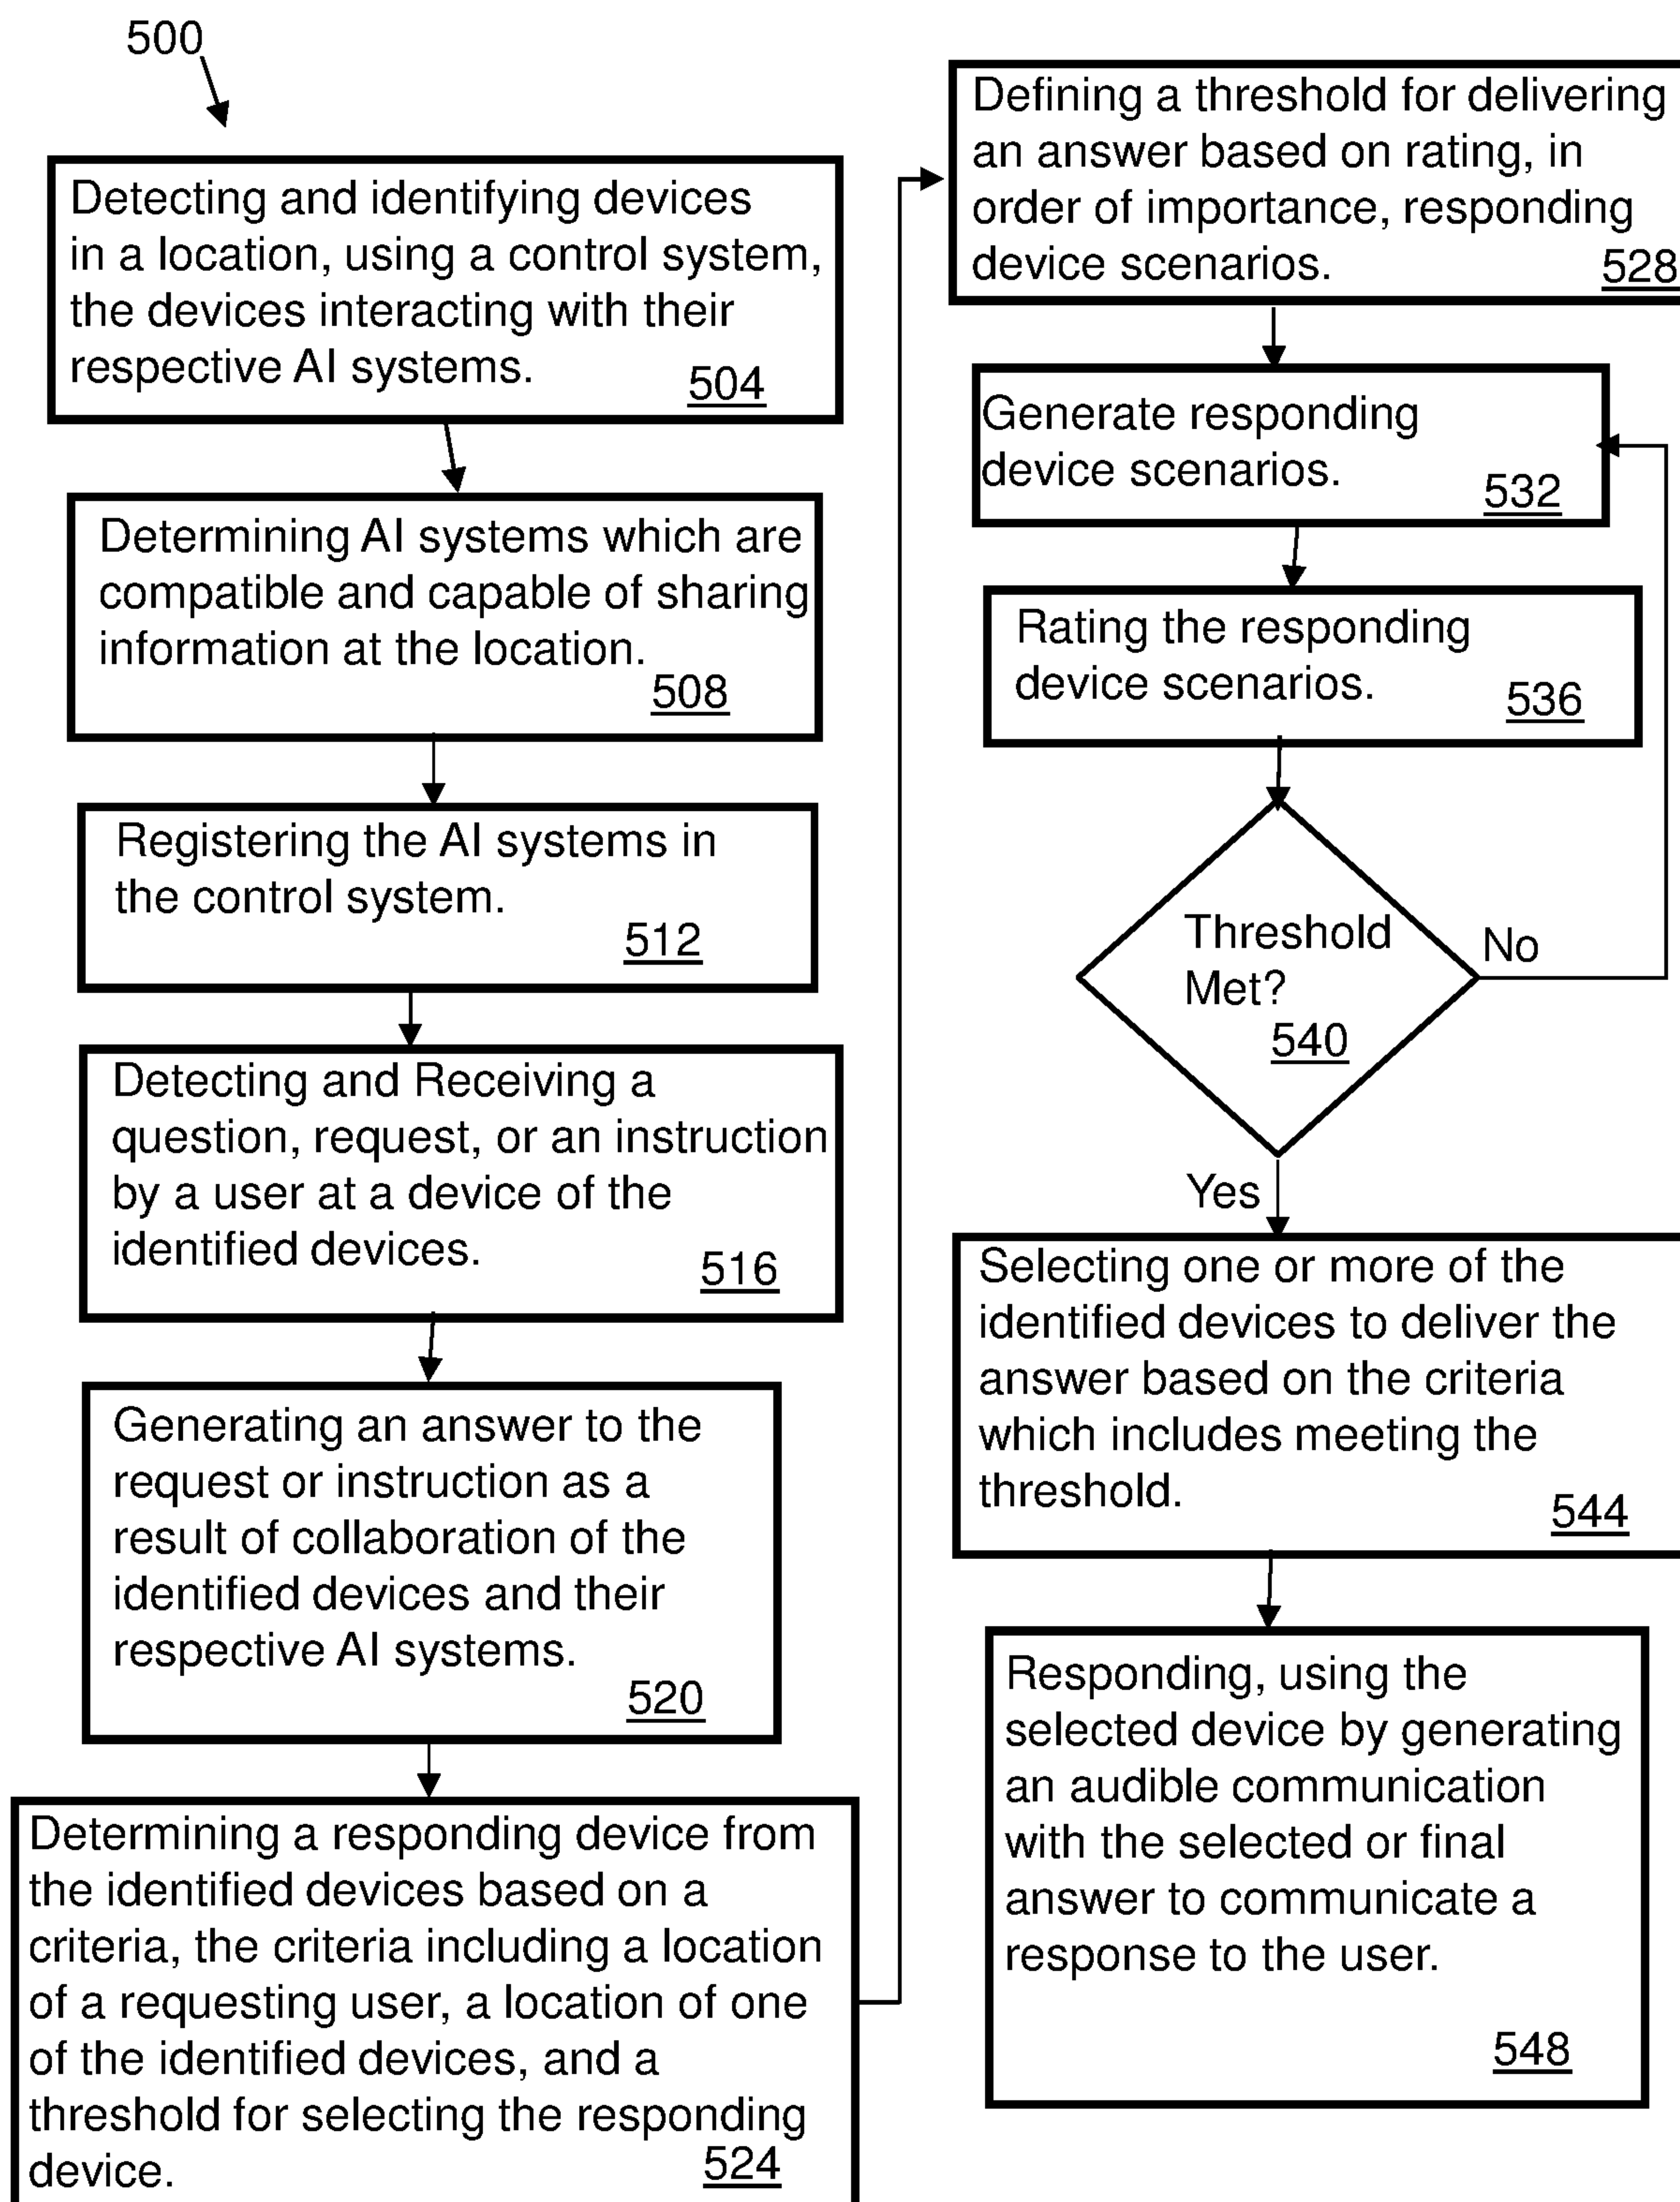 500
Detecting and identifying devices
in a location, using a control system,
the devices interacting with their
respective AI systems.
504
Determining AI systems which are
compatible and capable of sharing
information at the location.
508
Registering the AI systems in
the control system.
512
Detecting and Receiving a
question, request, or an instruction
by a user at a device of the
identified devices.
516
Generating an answer to the
request or instruction as a
result of collaboration of the
identified devices and their
respective AI systems.
520
Determining a responding device from
the identified devices based on a
criteria, the criteria including a location
of a requesting user, a location of one
of the identified devices, and a
threshold for selecting the responding
device.
524
Defining a threshold for delivering
an answer based on rating, in
order of importance, responding
device scenarios.
528
Generate responding
device scenarios.
532
Rating the responding
device scenarios.
536
Threshold
Met?
540
No
Yes
Selecting one or more of the
identified devices to deliver the
answer based on the criteria
which includes meeting the
threshold.
544
Responding, using the
selected device by generating
an audible communication
with the selected or final
answer to communicate a
response to the user.
548